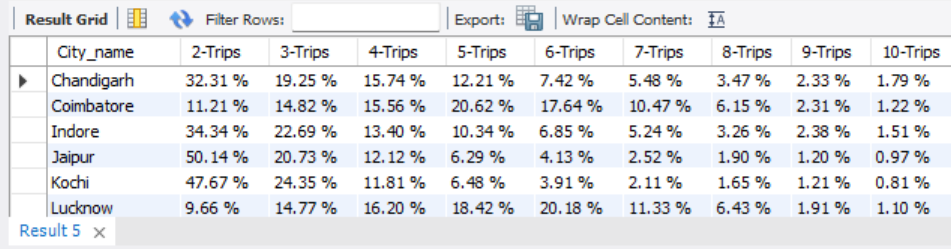 Result Grid Filter Rows: Export: Wrap Cell Content: IA
City_name 2-Trips 3-Trips 4-Trips 5-Trips 6-Trips 7-Trips 8-Trips 9-Trips 10-Trips
Chandigarh 32.31 % 19.25 % 15.74 % 12.21 % 7.42 % 5.48 % 3.47 % 2.33 % 1.79 %
Coimbatore 11.21 % 14.82 % 15.56 % 20.62 % 17.64 % 10.47 % 6.15 % 2.31 % 1.22 %
Indore 34.34 % 22.69 % 13.40 % 10.34 % 6.85 % 5.24 % 3.26 % 2.38 % 1.51 %
Jaipur 50.14 % 20.73 % 12.12 % 6.29 % 4.13 % 2.52 % 1.90 % 1.20 % 0.97 %
Kochi 47.67 % 24.35 % 11.81 % 6.48 % 3.91 % 2.11 % 1.65 % 1.21 % 0.81 %
Lucknow 9.66 % 14.77 % 16.20 % 18.42 % 20.18 % 11.33 % 6.43 % 1.91 % 1.10 %
Result 5